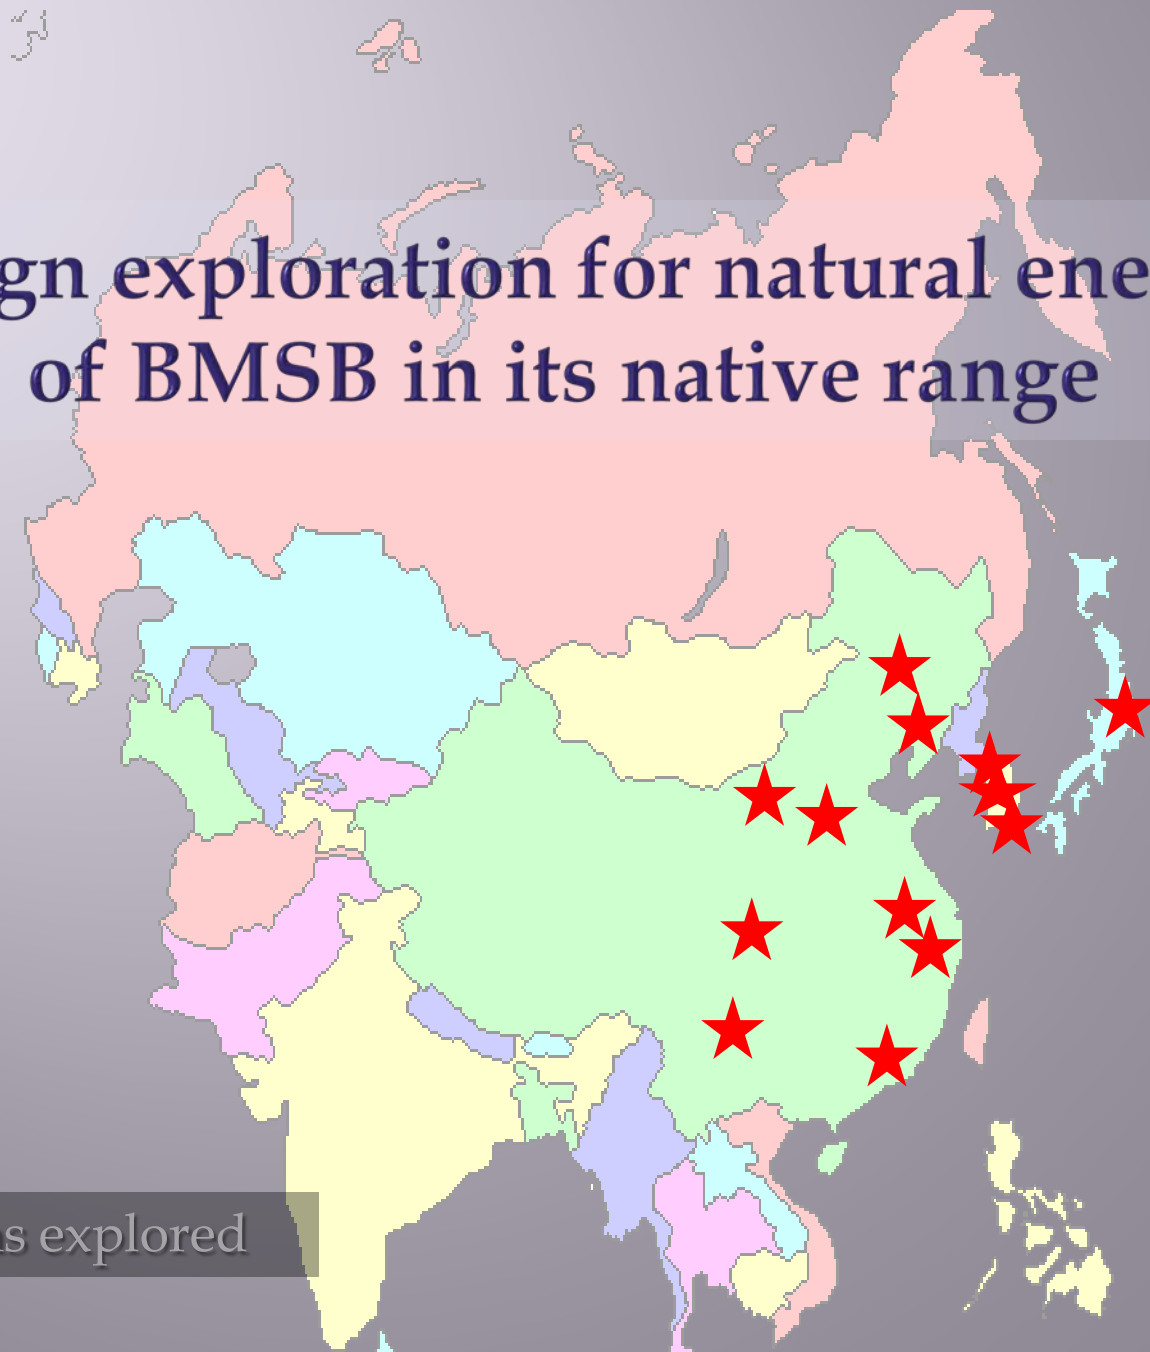 gn exploration for natural ene
of BMSB in its native range
s explored